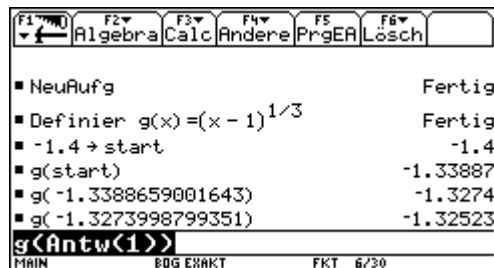 F1 F2 F3 F4 F5 F6
Algebra Calc Andere PrgEA Lösch
NeuAufg Fertig
Definier g(x)=(x - 1)^1/3 Fertig
-1.4 → start -1.4
g(start) -1.33887
g(-1.3388659001643) -1.3274
g(-1.3273998799351) -1.32523
g(Antw(1))
MAIN BOG EXAKT FKT 6/30